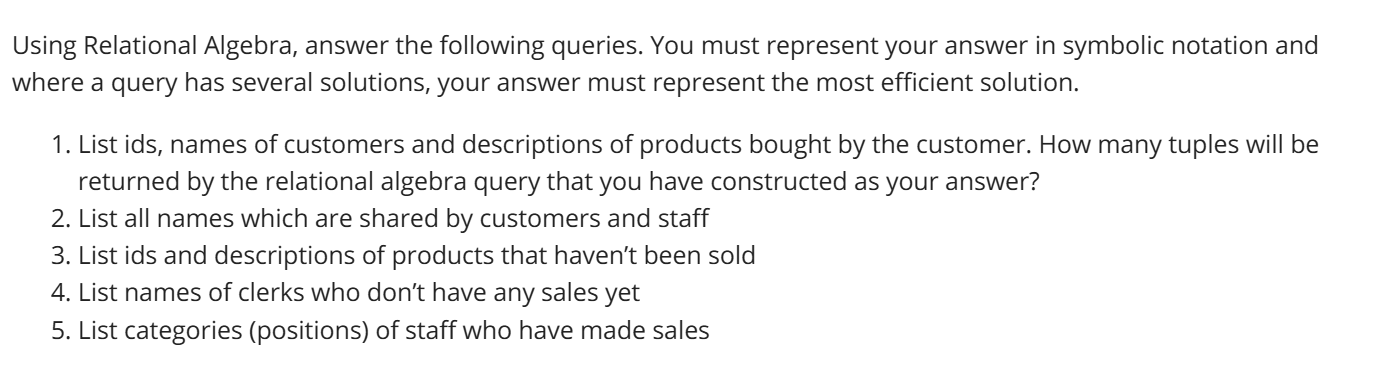 Using Relational Algebra, answer the following queries. You must represent your answer in symbolic notation and
where a query has several solutions, your answer must represent the most efficient solution.
1. List ids, names of customers and descriptions of products bought by the customer. How many tuples will be
returned by the relational algebra query that you have constructed as your answer?
2. List all names which are shared by customers and staff
3. List ids and descriptions of products that haven’t been sold
4. List names of clerks who don’t have any sales yet
5. List categories (positions) of staff who have made sales